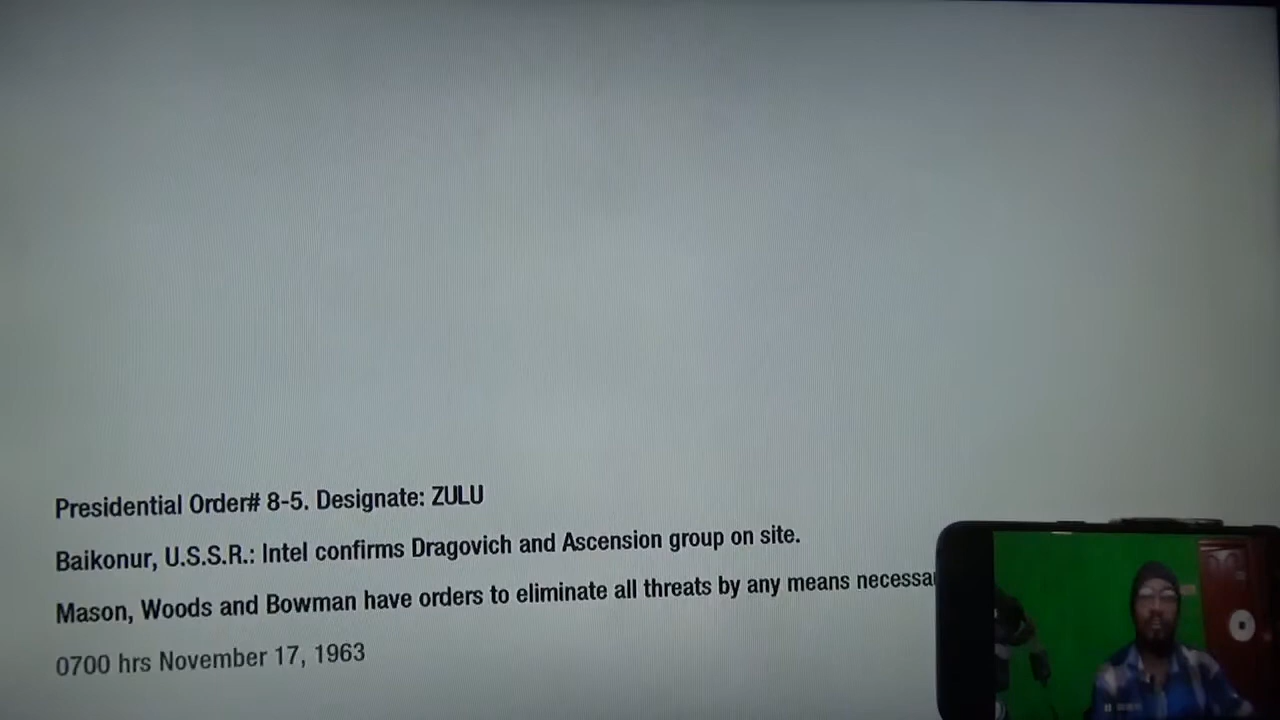 Presidential Order# 8-5. Designate: ZULU
Baikonur, U.S.S.R.: Intel confirms Dragovich and Ascension group on site.
Mason, Woods and Bowman have orders to eliminate all threats by any means
0700 hrs November 17, 1963